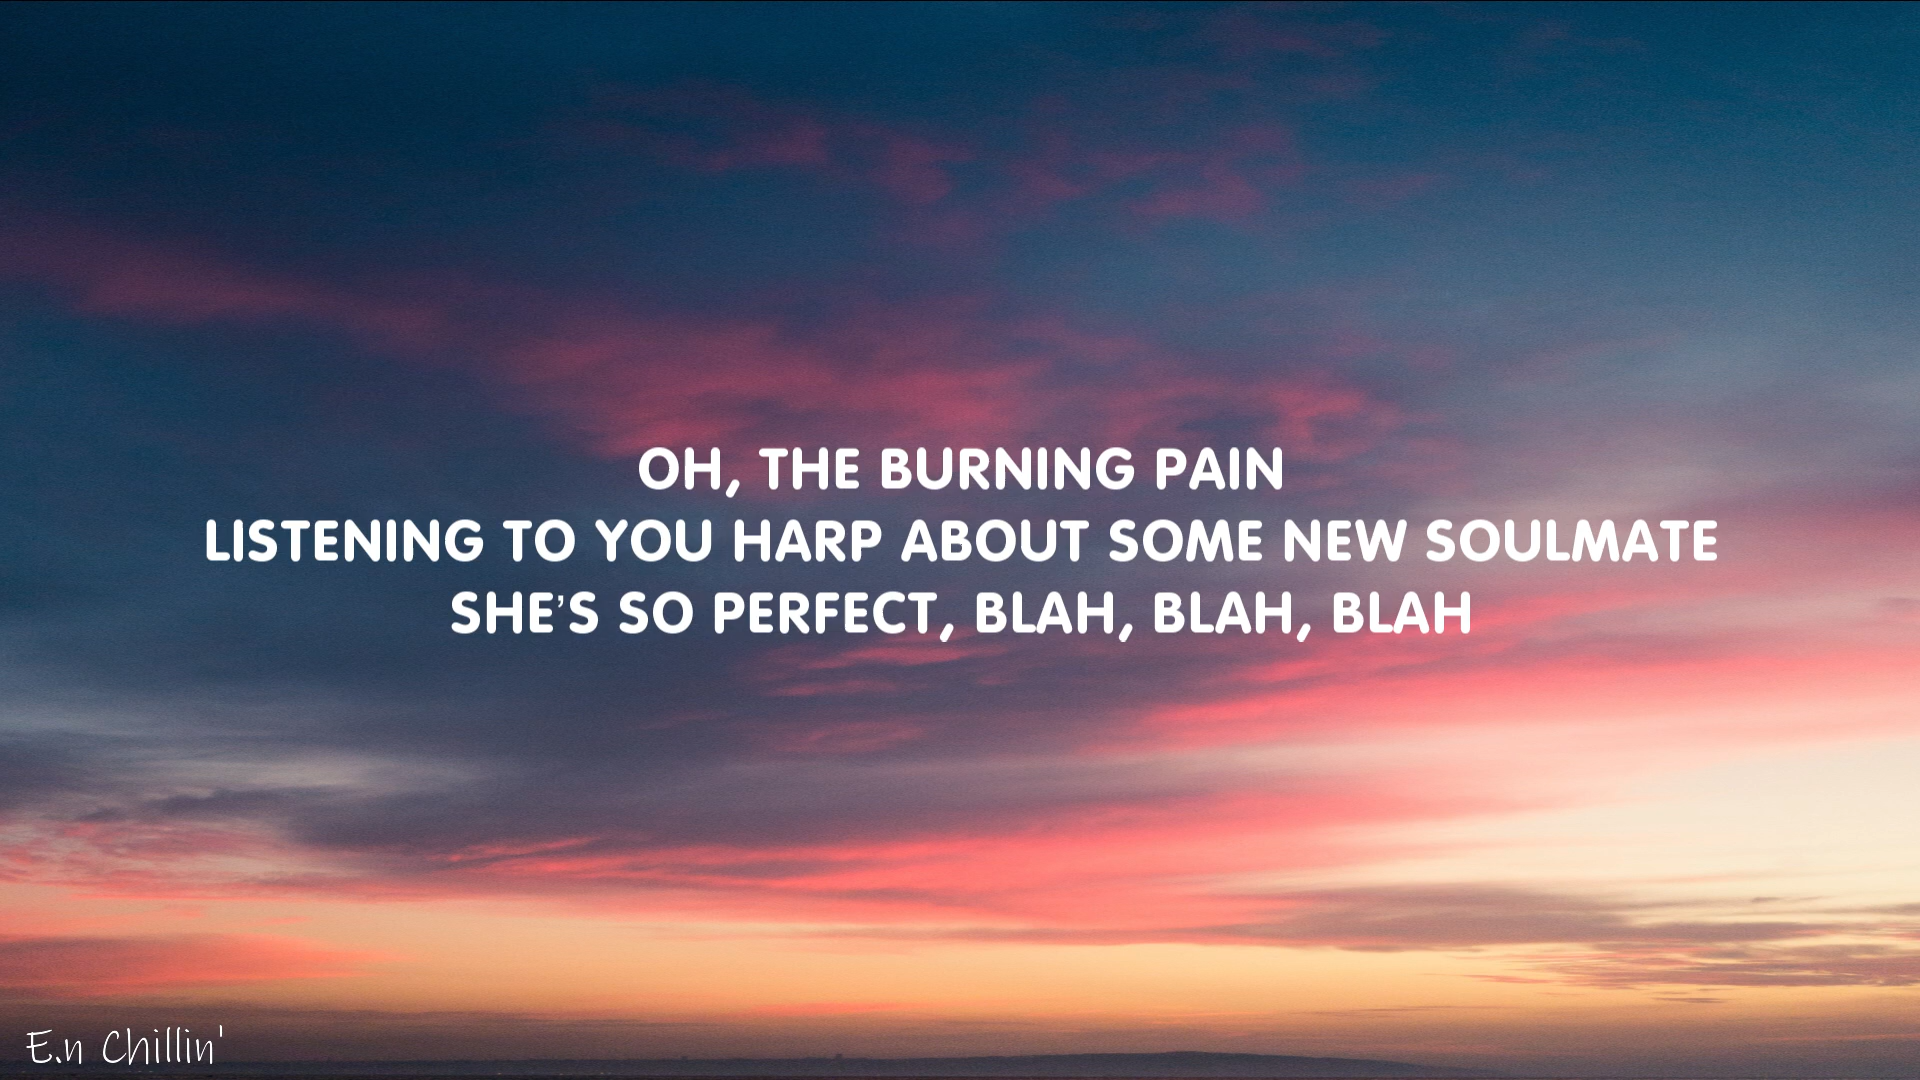 OH, THE BURNING PAIN
LISTENING TO YOU HARP ABOUT SOME NEW SOULMATE
SHE'S SO PERFECT, BLAH, BLAH, BLAH
E.n Chillin'